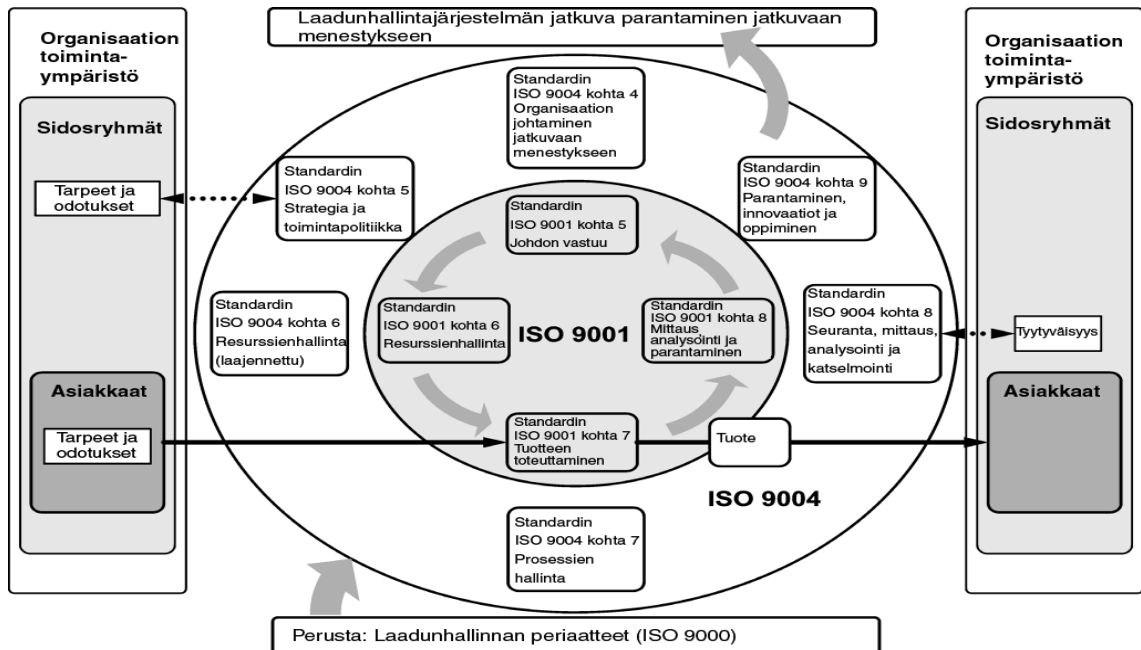 Laadunhallintajärjestelmän jatkuva parantaminen jatkuvaan
menestykseen
Organisaation
toiminta-
ympäristö
Sidosryhmät
Tarpeet ja
odotukset
Asiakkaat
Tarpeet ja
odotukset
Standardin
ISO 9004 kohta 4
Organisaation
johtaminen
jatkuvaan
menestykseen
Standardin
ISO 9004 kohta 5
Strategia ja
toimintapolitiikka
Standardin
ISO 9004 kohta 9
Parantaminen,
innovaatiot ja
oppiminen
Standardin
ISO 9001 kohta 5
Johdon vastuu
Standardin
ISO 9004 kohta 6
Resurssienhallinta
(laajennettu)
Standardin
ISO 9001 kohta 6
Resurssienhallinta
ISO 9001
Standardin
ISO 9001 kohta 8
Mittaus,
analysointi ja
parantaminen
Standardin
ISO 9004 kohta 8
Seuranta, mittaus,
analysointi ja
katselmointi
Standardin
ISO 9001 kohta 7
Tuotteen
toteuttaminen
Tuote
ISO 9004
Standardin
ISO 9004 kohta 7
Prosessien
hallinta
Organisaation
toiminta-
ympäristö
Sidosryhmät
Tyytyväisyys
Asiakkaat
Perusta: Laadunhallinnan periaatteet (ISO 9000)